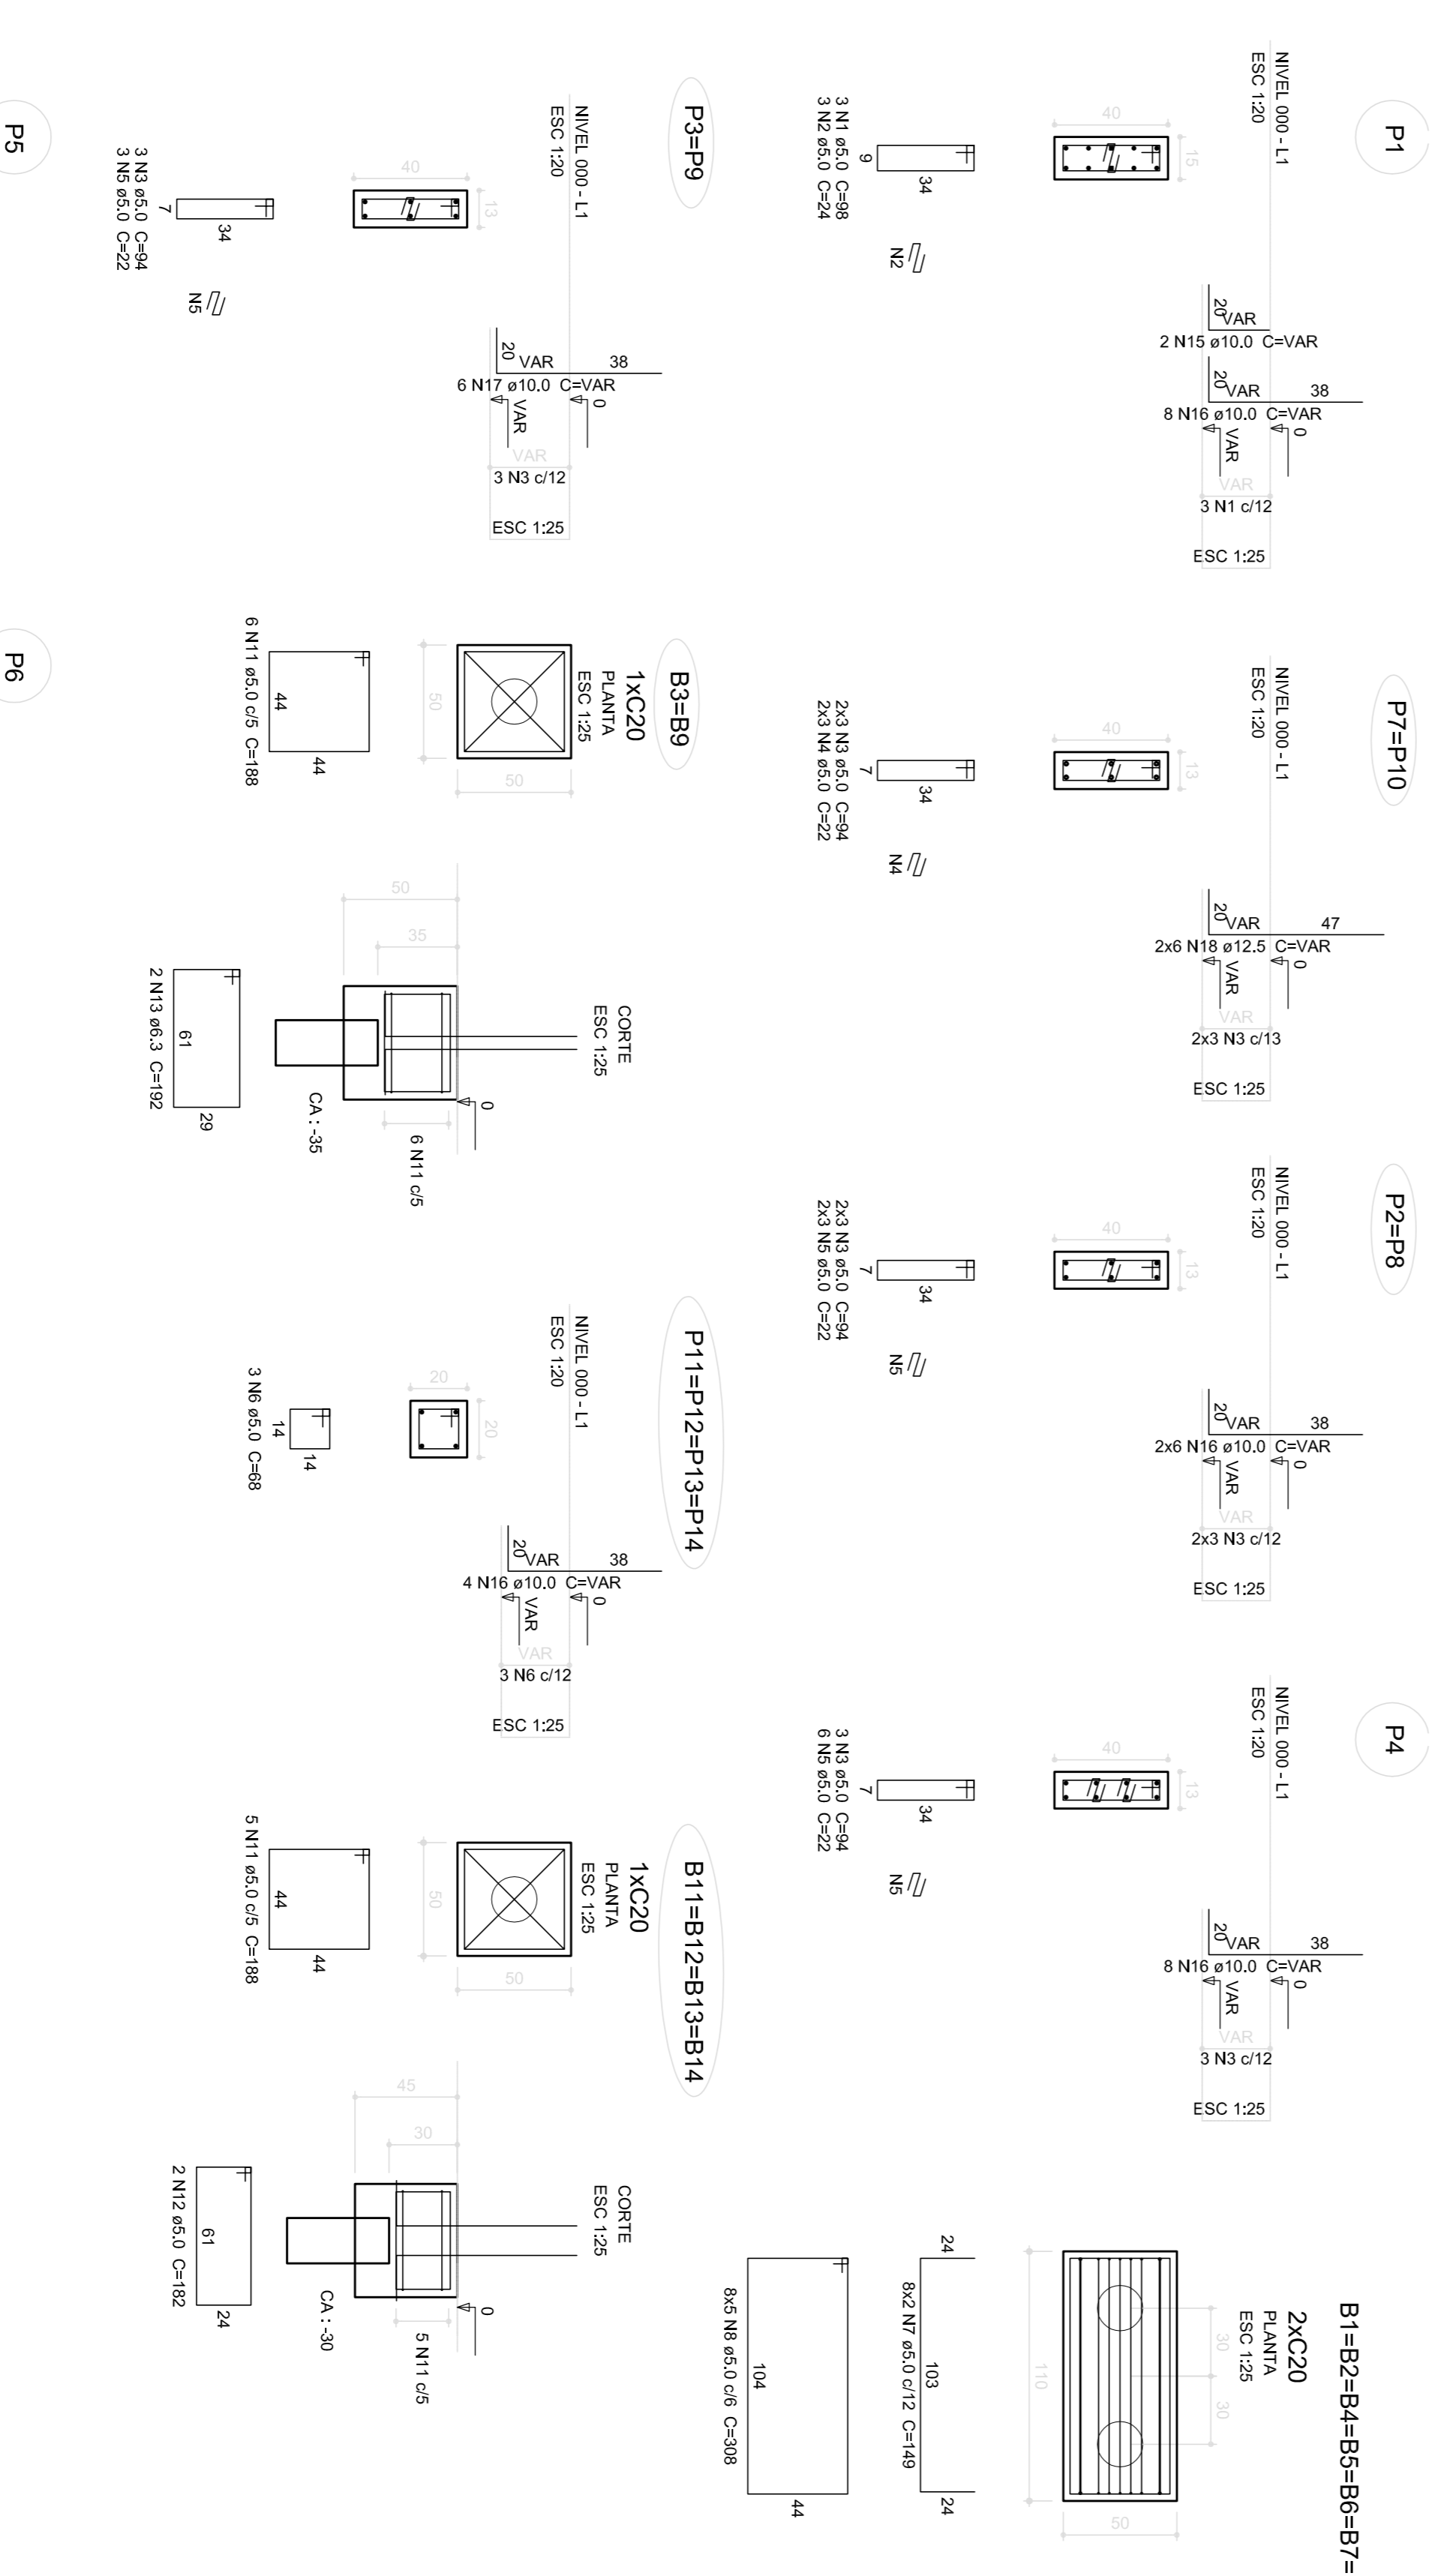 P1
NIVEL 000 - L1
ESC 1:20
40
15
34
9
3 N1 ø5.0 C=98
3 N2 ø5.0 C=24
N2
20
VAR
2 N15 ø10.0 C=VAR
20
VAR
38
8 N16 ø10.0 C=VAR
0
VAR
VAR
3 N1 c/12
ESC 1:25
P7=P10
NIVEL 000 - L1
ESC 1:20
40
13
34
7
2x3 N3 ø5.0 C=94
2x3 N4 ø5.0 C=22
N4
20
VAR
47
2x6 N18 ø12.5 C=VAR
0
VAR
VAR
2x3 N3 c/13
ESC 1:25
P2=P8
NIVEL 000 - L1
ESC 1:20
40
13
34
7
2x3 N3 ø5.0 C=94
2x3 N5 ø5.0 C=22
N5
20
VAR
38
2x6 N16 ø10.0 C=VAR
0
VAR
VAR
2x3 N3 c/12
ESC 1:25
P4
NIVEL 000 - L1
ESC 1:20
40
13
34
7
3 N3 ø5.0 C=94
6 N5 ø5.0 C=22
N5
20
VAR
38
8 N16 ø10.0 C=VAR
0
VAR
VAR
3 N3 c/12
ESC 1:25
B1=B2=B4=B5=B6=B7=
2xC20
PLANTA
ESC 1:25
30
30
110
50
24
103
24
8x2 N7 ø5.0 c/12 C=149
104
44
8x5 N8 ø5.0 c/6 C=308
P3=P9
NIVEL 000 - L1
ESC 1:20
40
13
34
7
3 N3 ø5.0 C=94
3 N5 ø5.0 C=22
N5
20
VAR
38
6 N17 ø10.0 C=VAR
0
VAR
VAR
3 N3 c/12
ESC 1:25
B3=B9
1xC20
PLANTA
ESC 1:25
50
50
44
44
6 N11 ø5.0 c/5 C=188
CORTE
ESC 1:25
50
35
0
6 N11 c/5
CA : -35
61
29
2 N13 ø6.3 C=192
P11=P12=P13=P14
NIVEL 000 - L1
ESC 1:20
20
20
14
14
3 N6 ø5.0 C=68
20
VAR
38
4 N16 ø10.0 C=VAR
0
VAR
VAR
3 N6 c/12
ESC 1:25
B11=B12=B13=B14
1xC20
PLANTA
ESC 1:25
50
50
44
44
5 N11 ø5.0 c/5 C=188
CORTE
ESC 1:25
45
30
0
5 N11 c/5
CA : -30
61
24
2 N12 ø5.0 C=182
P5
P6